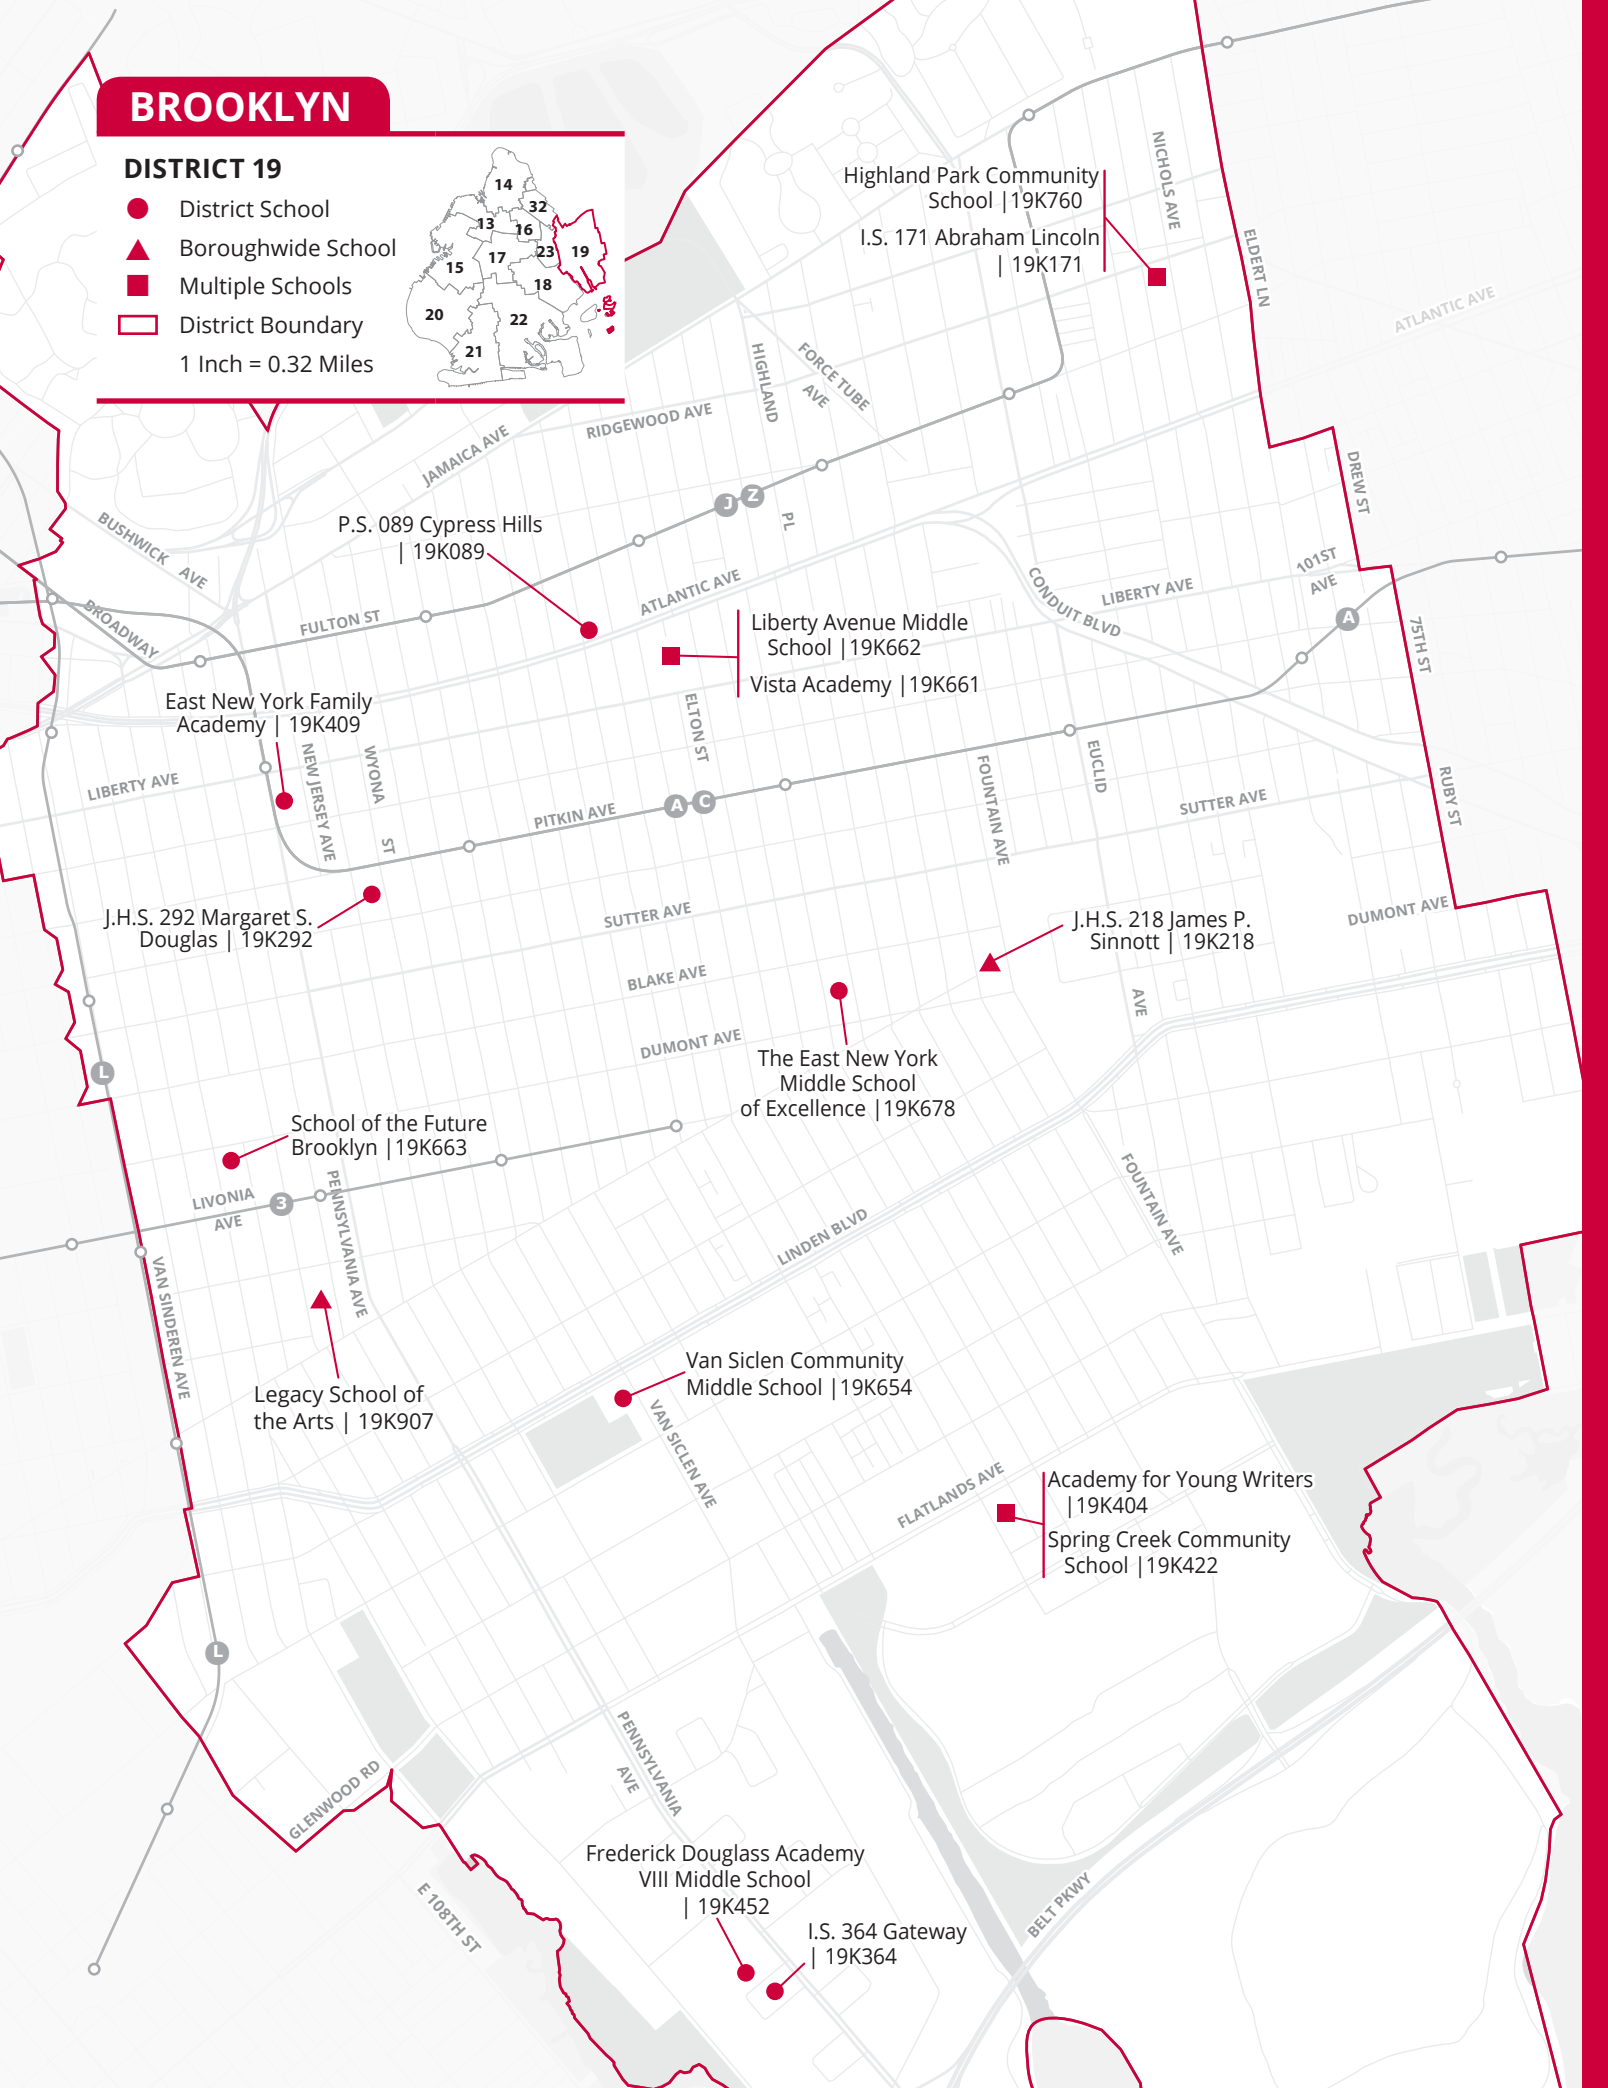 BROOKLYN
DISTRICT 19
District School
Boroughwide School
Multiple Schools
District Boundary
1 Inch = 0.32 Miles
14
32
13
16
23
19
17
15
18
20
22
21
Highland Park Community
School |19K760
I.S. 171 Abraham Lincoln
| 19K171
NICHOLS AVE
ELDERT LN
ATLANTIC AVE
HIGHLAND
PL
FORCE TUBE
AVE
RIDGEWOOD AVE
JAMAICA AVE
J
Z
DREW ST
BUSHWICK AVE
P.S. 089 Cypress Hills
| 19K089
101ST
AVE
LIBERTY AVE
CONDUIT BLVD
ATLANTIC AVE
BROADWAY
FULTON ST
A
75TH ST
Liberty Avenue Middle
School |19K662
Vista Academy |19K661
East New York Family
Academy | 19K409
ELTON ST
LIBERTY AVE
NEW JERSEY AVE
WYONA
ST
PITKIN AVE
A
C
FOUNTAIN AVE
EUCLID
AVE
SUTTER AVE
RUBY ST
J.H.S. 292 Margaret S.
Douglas | 19K292
SUTTER AVE
J.H.S. 218 James P.
Sinnott | 19K218
DUMONT AVE
BLAKE AVE
DUMONT AVE
L
The East New York
Middle School
of Excellence |19K678
School of the Future
Brooklyn |19K663
LIVONIA
AVE
3
PENNSYLVANIA AVE
FOUNTAIN AVE
LINDEN BLVD
VAN SINDEREN AVE
Legacy School of
the Arts | 19K907
Van Siclen Community
Middle School |19K654
VAN SICLEN AVE
FLATLANDS AVE
Academy for Young Writers
|19K404
Spring Creek Community
School |19K422
L
PENNSYLVANIA
AVE
GLENWOOD RD
Frederick Douglass Academy
VIII Middle School
| 19K452
E 108TH ST
BELT PKWY
I.S. 364 Gateway
| 19K364